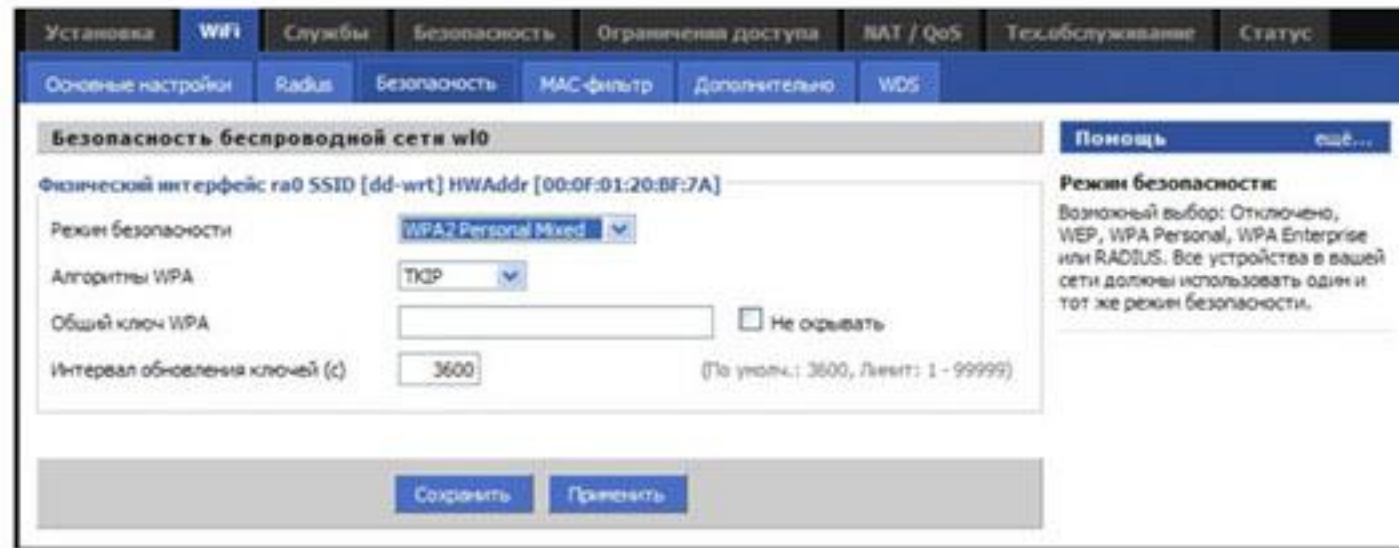 Установка WiFi Службы Безопасность Ограничения доступа NAT / QoS Тех.обслуживание Статус
Основные настройки Radius Безопасность MAC-фильтр Дополнительно WDS
Безопасность беспроводной сети wl0
Физический интерфейс ra0 SSID [dd-wrt] HWAddr [00:0F:01:20:BF:7A]
Режим безопасности WPA2 Personal Mixed
Алгоритмы WPA TKIP
Общий ключ WPA Не скрывать
Интервал обновления ключей (с) 3600 (По умолч.: 3600, Лимит: 1 - 99999)
Сохранить Применить
Помощь ещё...
Режим безопасности:
Возможный выбор: Отключено,
WEP, WPA Personal, WPA Enterprise
или RADIUS. Все устройства в вашей
сети должны использовать один и
тот же режим безопасности.